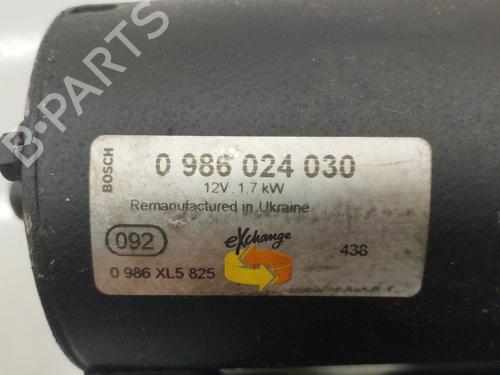 BOSCH
0 986 024 030
12V 1,7 kW
Remanufactured in Ukraine
092
eXchange
438
0 986 XL5 825